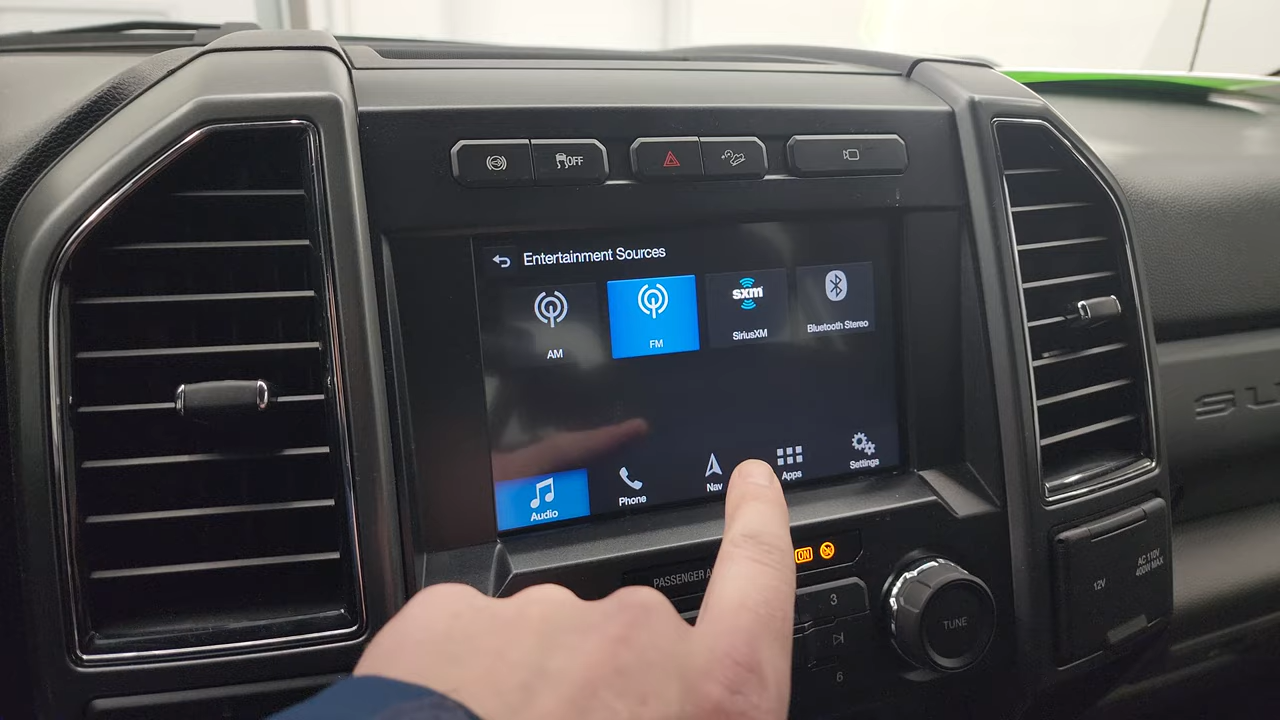 OFF
Entertainment Sources
AM
FM
sxm
SiriusXM
Bluetooth Stereo
Audio
Phone
Nav
Apps
Settings
PASSENGER
ON
3
6
TUNE
12V
AC 110V
400W MAX